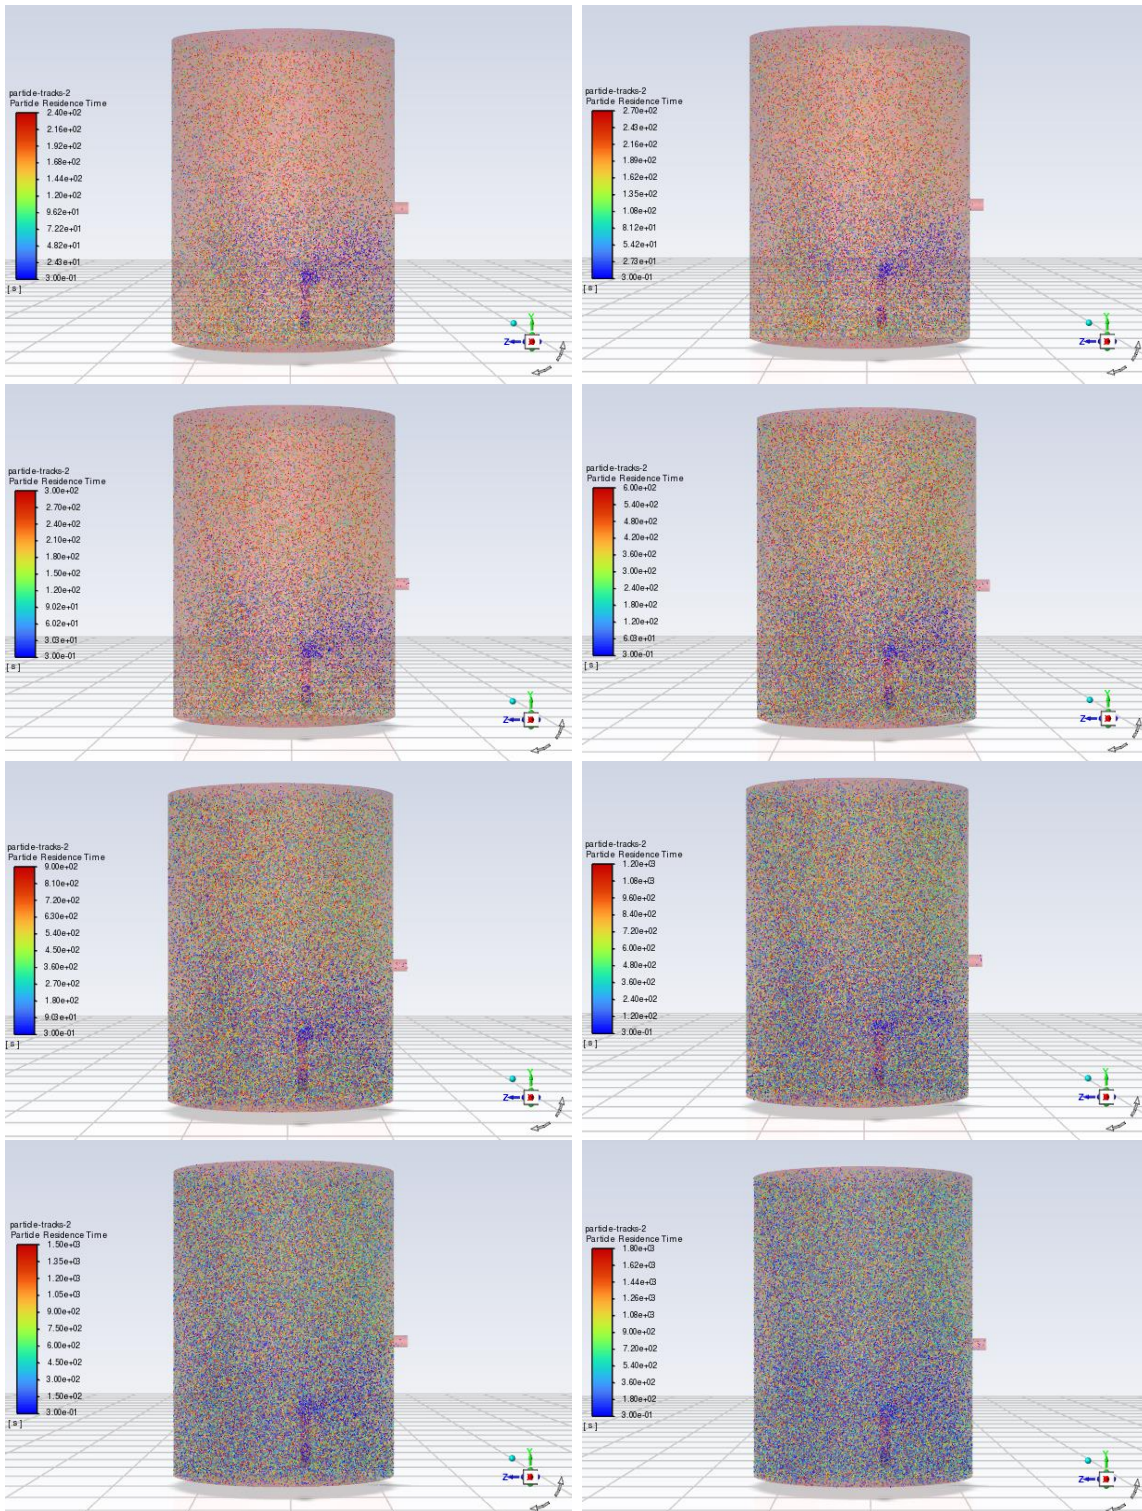 particle-tracks-2
Particle Residence Time
2.40e+02
2.16e+02
1.92e+02
1.68e+02
1.44e+02
1.20e+02
9.62e+01
7.22e+01
4.82e+01
2.43e+01
3.00e-01
[ s ]
Y
Z
particle-tracks-2
Particle Residence Time
2.70e+02
2.43e+02
2.16e+02
1.89e+02
1.62e+02
1.35e+02
1.08e+02
8.12e+01
5.42e+01
2.73e+01
3.00e-01
[ s ]
Y
Z
particle-tracks-2
Particle Residence Time
3.00e+02
2.70e+02
2.40e+02
2.10e+02
1.80e+02
1.50e+02
1.20e+02
9.02e+01
6.02e+01
3.03e+01
3.00e-01
[ s ]
Y
Z
particle-tracks-2
Particle Residence Time
6.00e+02
5.40e+02
4.80e+02
4.20e+02
3.60e+02
3.00e+02
2.40e+02
1.80e+02
1.20e+02
6.03e+01
3.00e-01
[ s ]
Y
Z
particle-tracks-2
Particle Residence Time
9.00e+02
8.10e+02
7.20e+02
6.30e+02
5.40e+02
4.50e+02
3.60e+02
2.70e+02
1.80e+02
9.03e+01
3.00e-01
[ s ]
Y
Z
particle-tracks-2
Particle Residence Time
1.20e+03
1.08e+03
9.60e+02
8.40e+02
7.20e+02
6.00e+02
4.80e+02
3.60e+02
2.40e+02
1.20e+02
3.00e-01
[ s ]
Y
Z
particle-tracks-2
Particle Residence Time
1.50e+03
1.35e+03
1.20e+03
1.05e+03
9.00e+02
7.50e+02
6.00e+02
4.50e+02
3.00e+02
1.50e+02
3.00e-01
[ s ]
Y
Z
particle-tracks-2
Particle Residence Time
1.80e+03
1.62e+03
1.44e+03
1.26e+03
1.08e+03
9.00e+02
7.20e+02
5.40e+02
3.60e+02
1.80e+02
3.00e-01
[ s ]
Y
Z